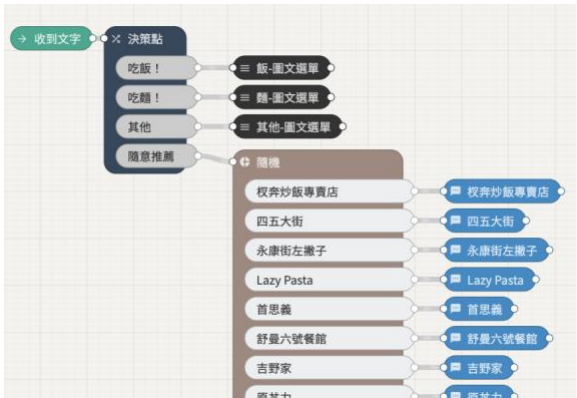 收到文字
決策點
吃飯！
飯-圖文選單
吃麵！
麵-圖文選單
其他
其他-圖文選單
隨意推薦
隨機
杈奔炒飯專賣店
杈奔炒飯專賣店
四五大街
四五大街
永康街左撇子
永康街左撇子
Lazy Pasta
Lazy Pasta
首思義
首思義
舒曼六號餐館
舒曼六號餐館
吉野家
吉野家